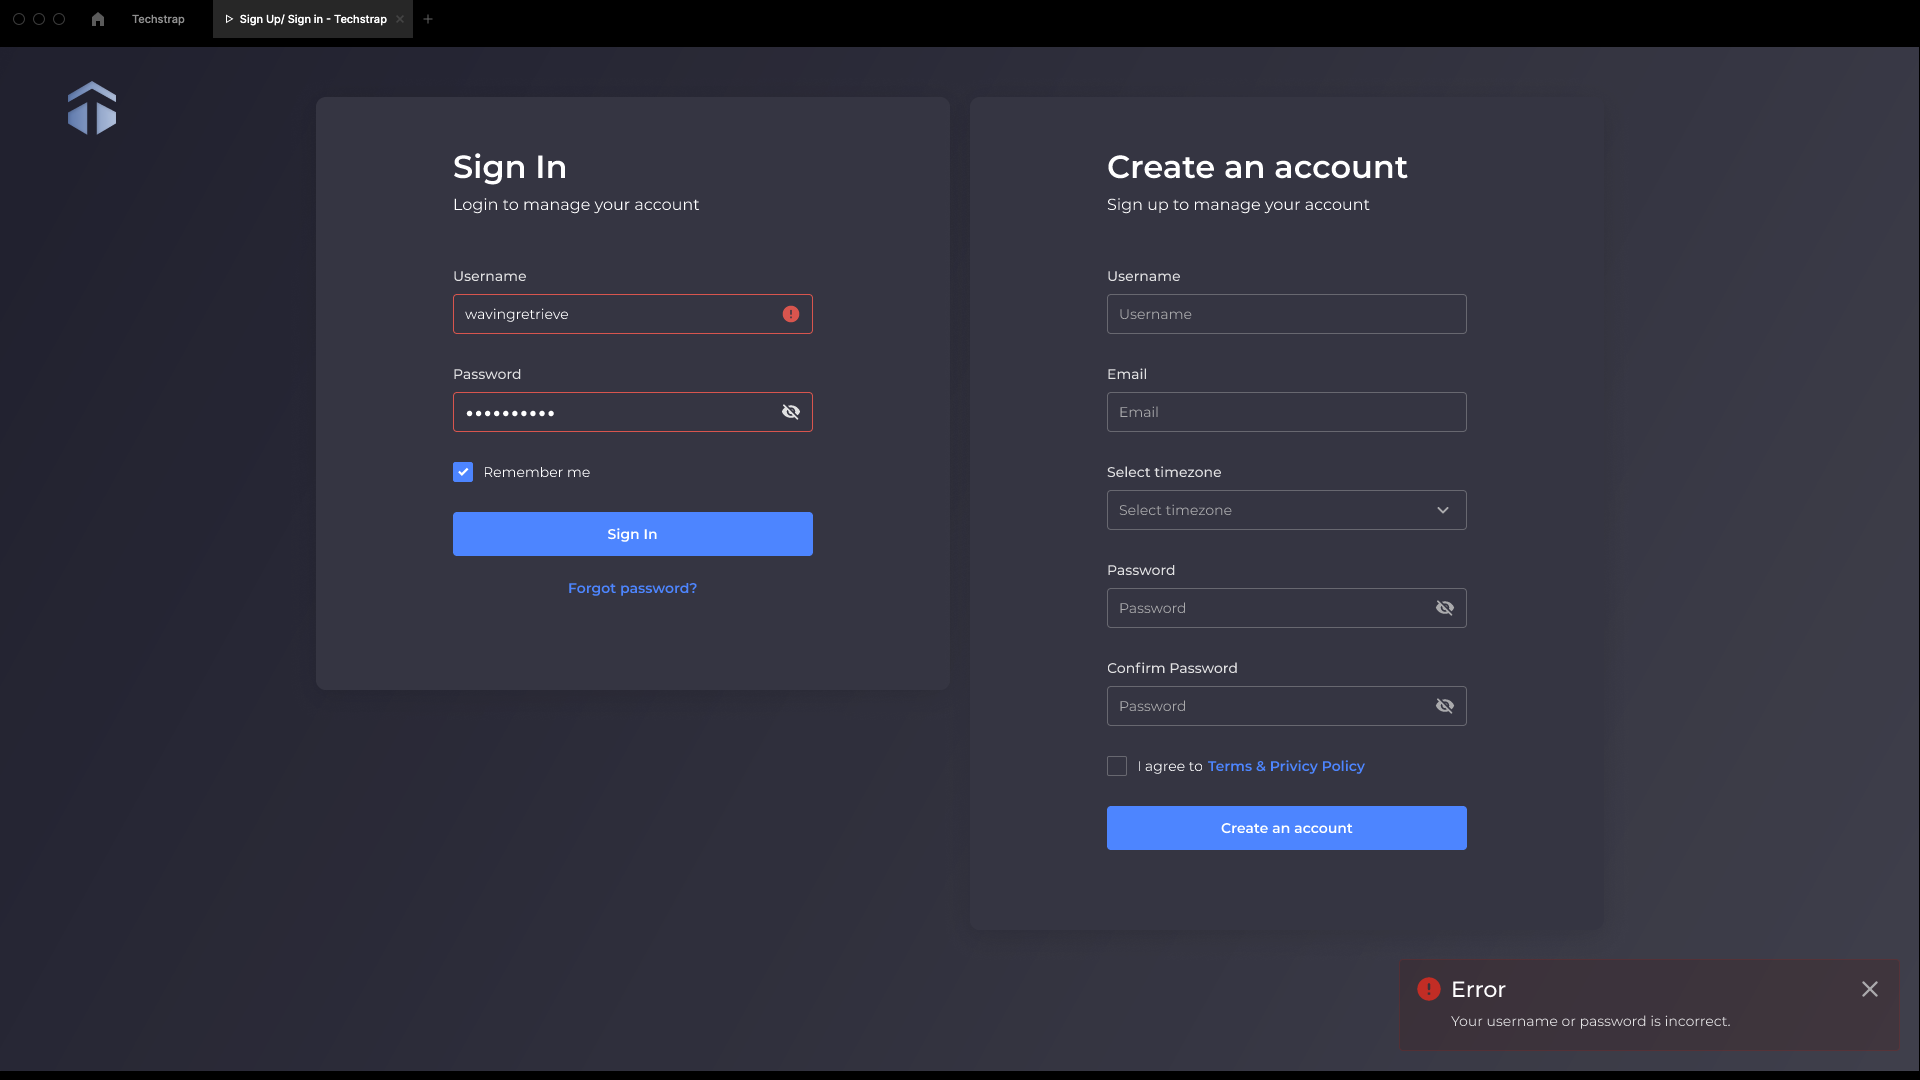 Techstrap
Sign Up/ Sign in - Techstrap
Sign In
Login to manage your account
Username
wavingretrieve
Password
••••••••••
Remember me
Sign In
Forgot password?
Create an account
Sign up to manage your account
Username
Username
Email
Email
Select timezone
Select timezone
Password
Password
Confirm Password
Password
I agree to Terms & Privicy Policy
Create an account
Error
Your username or password is incorrect.